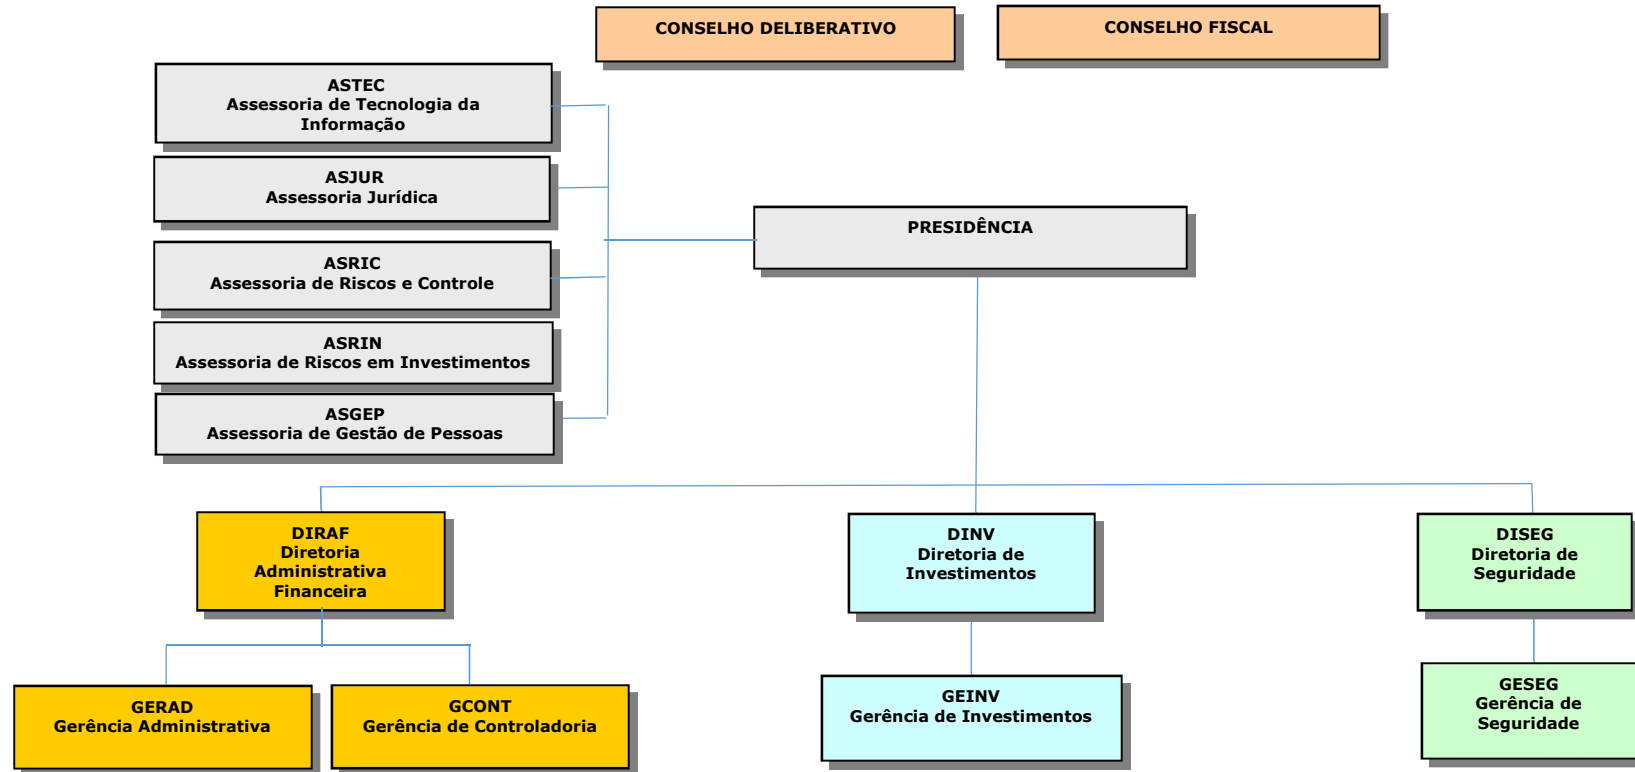 CONSELHO DELIBERATIVO
CONSELHO FISCAL
ASTEC
Assessoria de Tecnologia da
Informação
ASJUR
Assessoria Jurídica
PRESIDÊNCIA
ASRIC
Assessoria de Riscos e Controle
ASRIN
Assessoria de Riscos em Investimentos
ASGEP
Assessoria de Gestão de Pessoas
DIRAF
Diretoria
Administrativa
Financeira
DINV
Diretoria de
Investimentos
DISEG
Diretoria de
Seguridade
GERAD
Gerência Administrativa
GCONT
Gerência de Controladoria
GEINV
Gerência de Investimentos
GESEG
Gerência de
Seguridade